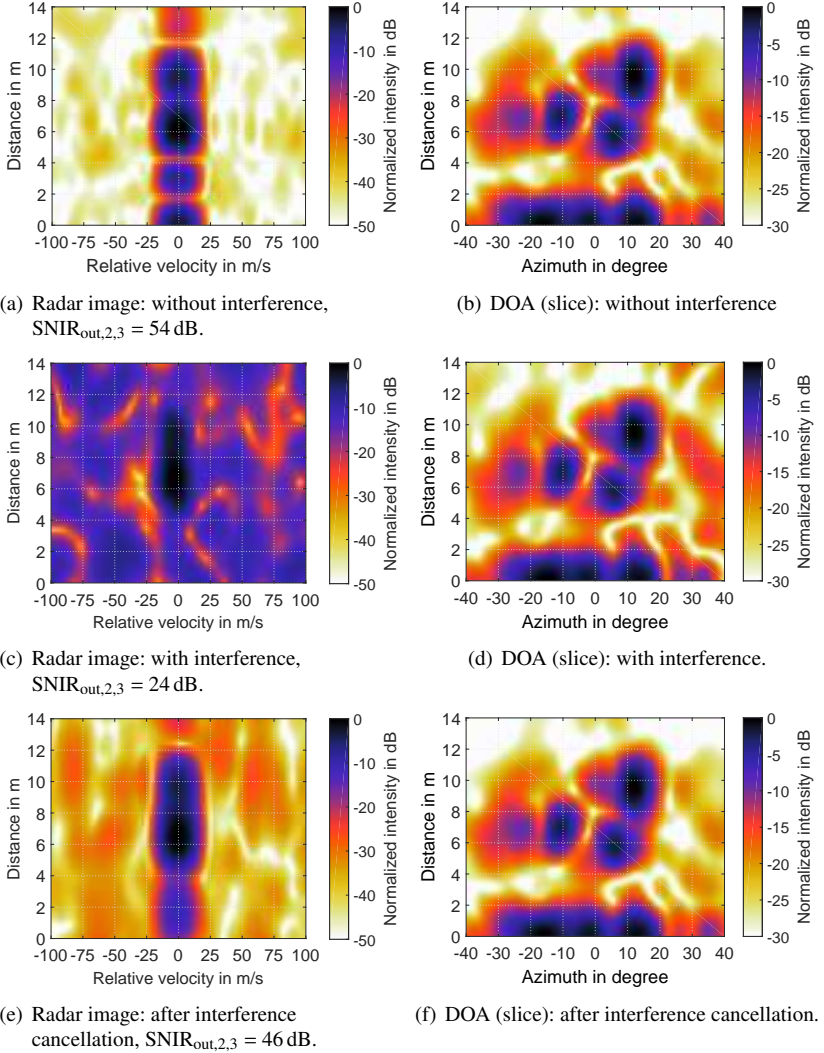 14
12
10
8
6
4
2
0
-100 -75 -50 -25 0 25 50 75 100
Relative velocity in m/s
Distance in m
0
-10
-20
-30
-40
-50
Normalized intensity in dB
14
12
10
8
6
4
2
0
-40 -30 -20 -10 0 10 20 30 40
Azimuth in degree
Distance in m
0
-5
-10
-15
-20
-25
-30
Normalized intensity in dB
(a) Radar image: without interference,
SNIRout,2,3 = 54 dB.
(b) DOA (slice): without interference
14
12
10
8
6
4
2
0
-100 -75 -50 -25 0 25 50 75 100
Relative velocity in m/s
Distance in m
0
-10
-20
-30
-40
-50
Normalized intensity in dB
14
12
10
8
6
4
2
0
-40 -30 -20 -10 0 10 20 30 40
Azimuth in degree
Distance in m
0
-5
-10
-15
-20
-25
-30
Normalized intensity in dB
(c) Radar image: with interference,
SNIRout,2,3 = 24 dB.
(d) DOA (slice): with interference.
14
12
10
8
6
4
2
0
-100 -75 -50 -25 0 25 50 75 100
Relative velocity in m/s
Distance in m
0
-10
-20
-30
-40
-50
Normalized intensity in dB
14
12
10
8
6
4
2
0
-40 -30 -20 -10 0 10 20 30 40
Azimuth in degree
Distance in m
0
-5
-10
-15
-20
-25
-30
Normalized intensity in dB
(e) Radar image: after interference
cancellation, SNIRout,2,3 = 46 dB.
(f) DOA (slice): after interference cancellation.